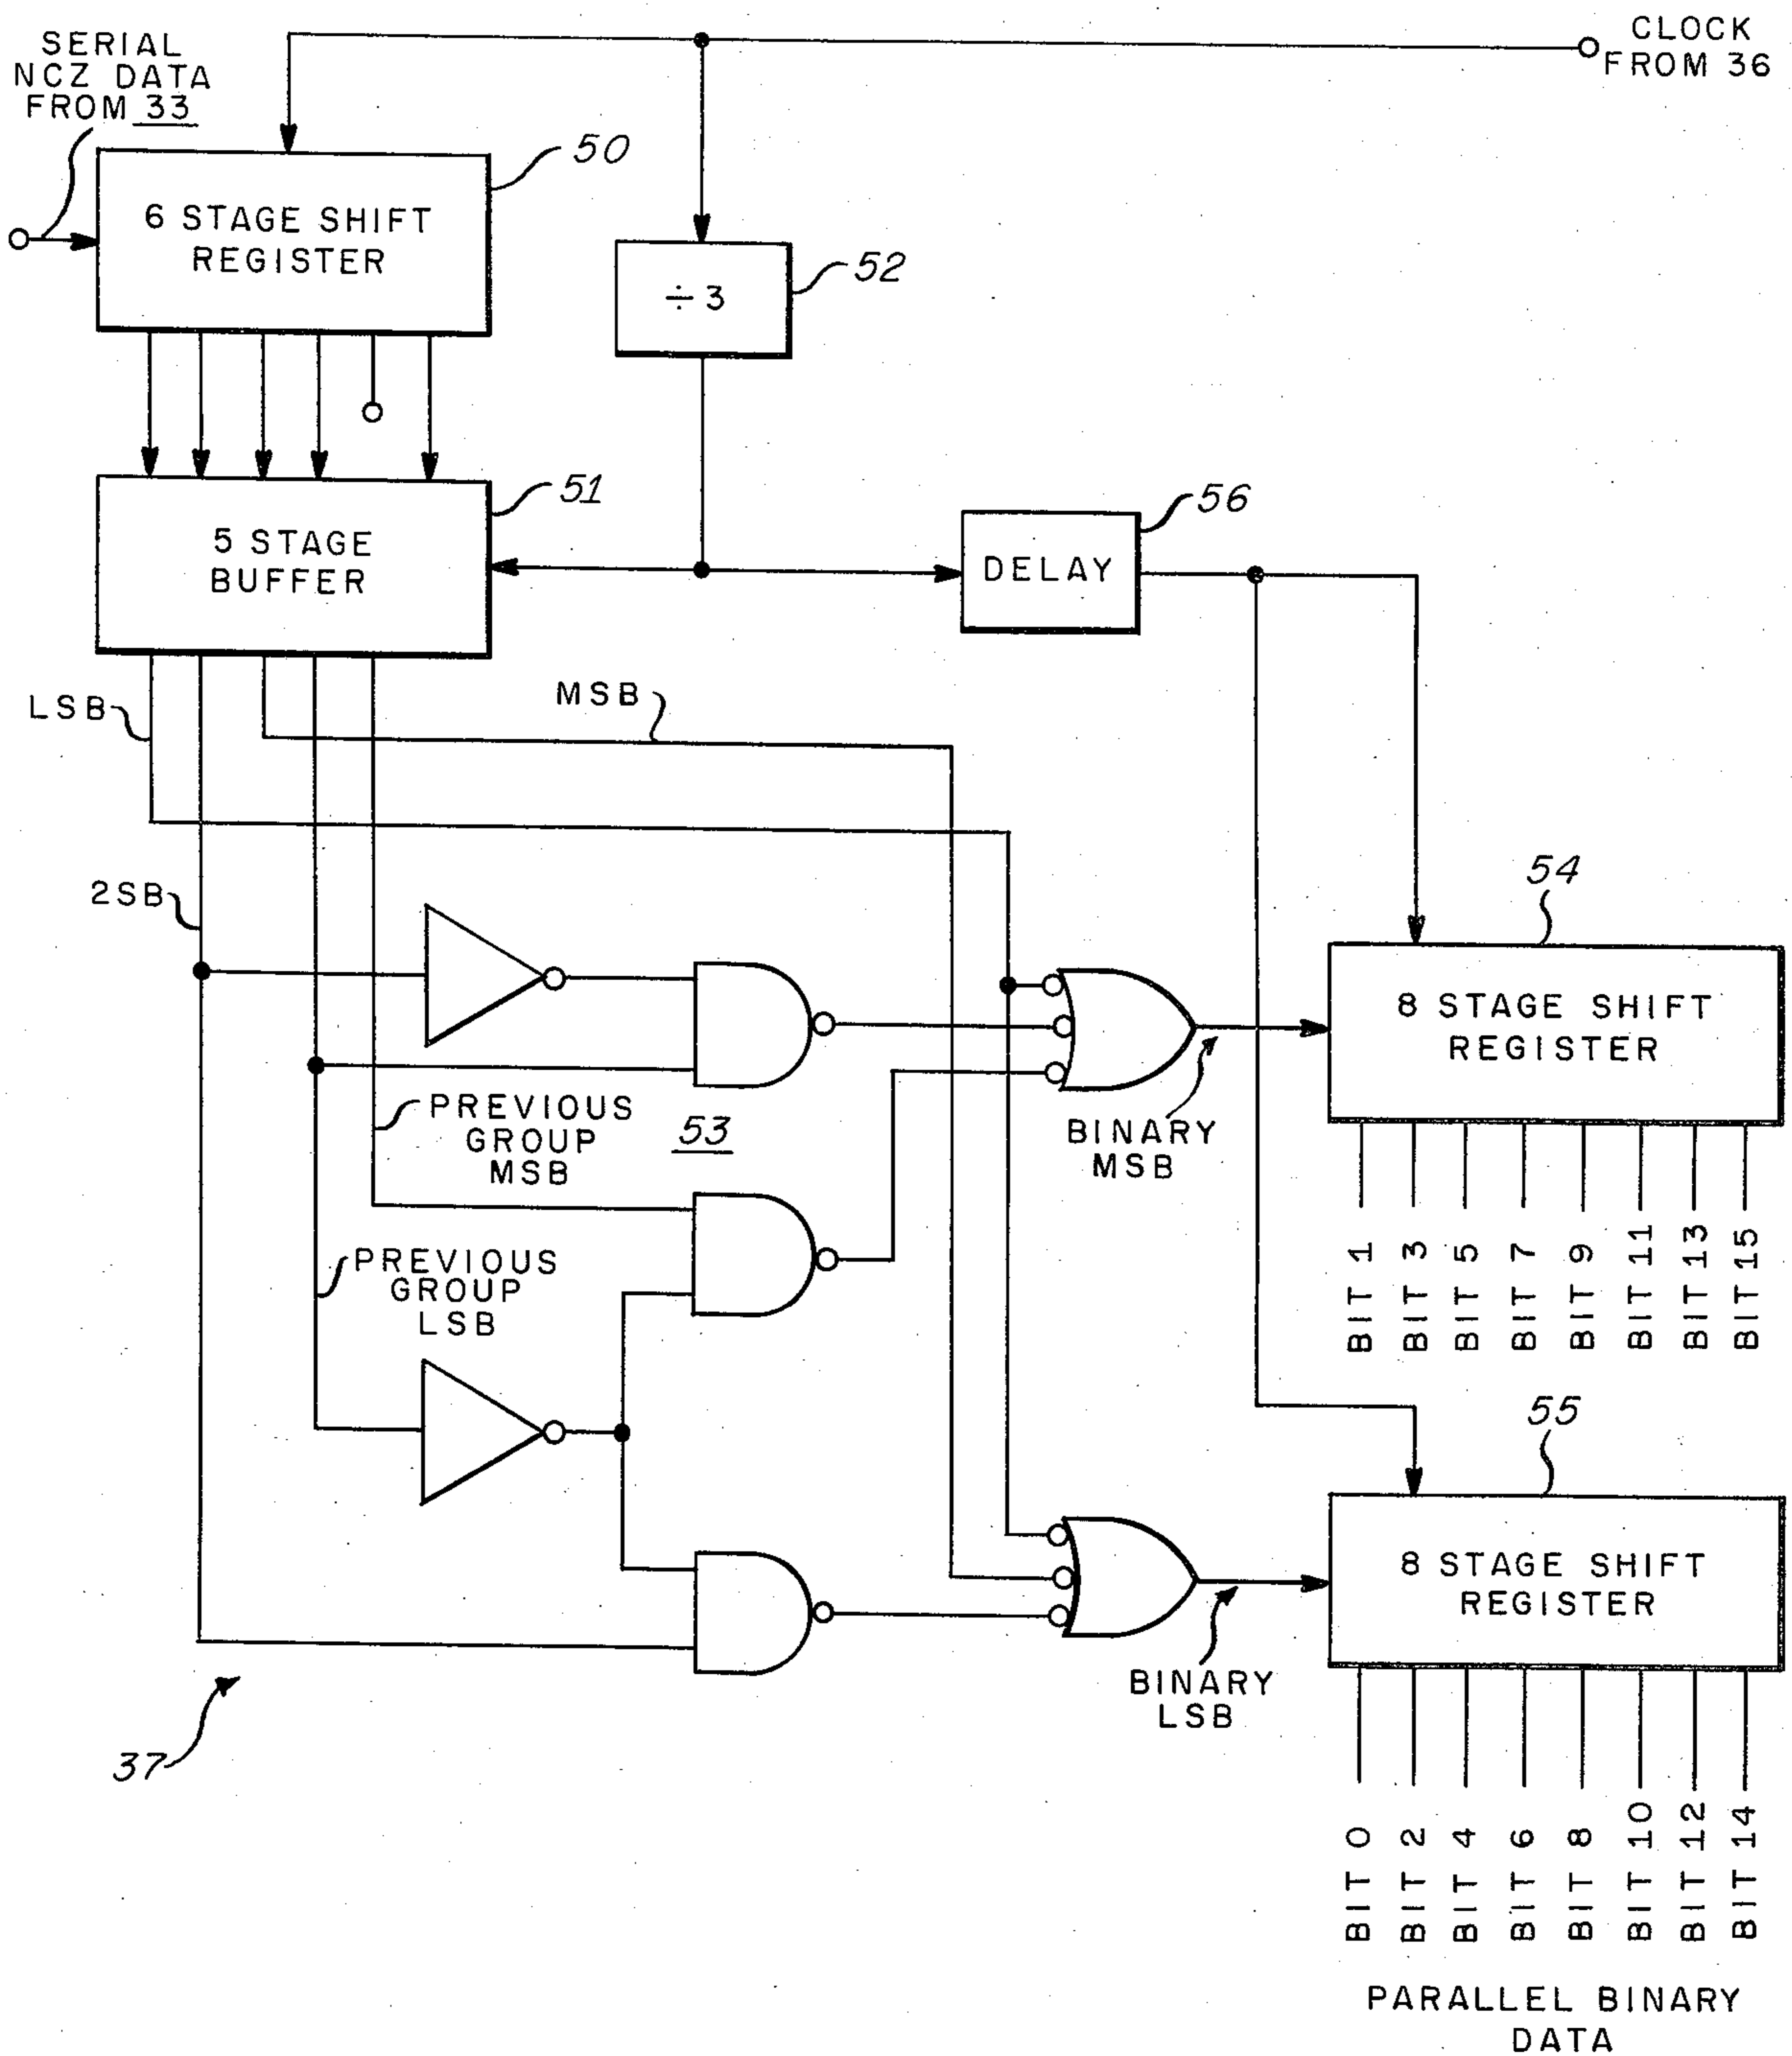 SERIAL
NCZ DATA
FROM 33
CLOCK
FROM 36
50
6 STAGE SHIFT
REGISTER
52
÷3
51
5 STAGE
BUFFER
56
DELAY
LSB
MSB
2SB
54
8 STAGE SHIFT
REGISTER
PREVIOUS
GROUP
MSB
53
BINARY
MSB
BIT 1
BIT 3
BIT 5
BIT 7
BIT 9
BIT 11
BIT 13
BIT 15
PREVIOUS
GROUP
LSB
55
8 STAGE SHIFT
REGISTER
BINARY
LSB
37
BIT 0
BIT 2
BIT 4
BIT 6
BIT 8
BIT 10
BIT 12
BIT 14
PARALLEL BINARY
DATA